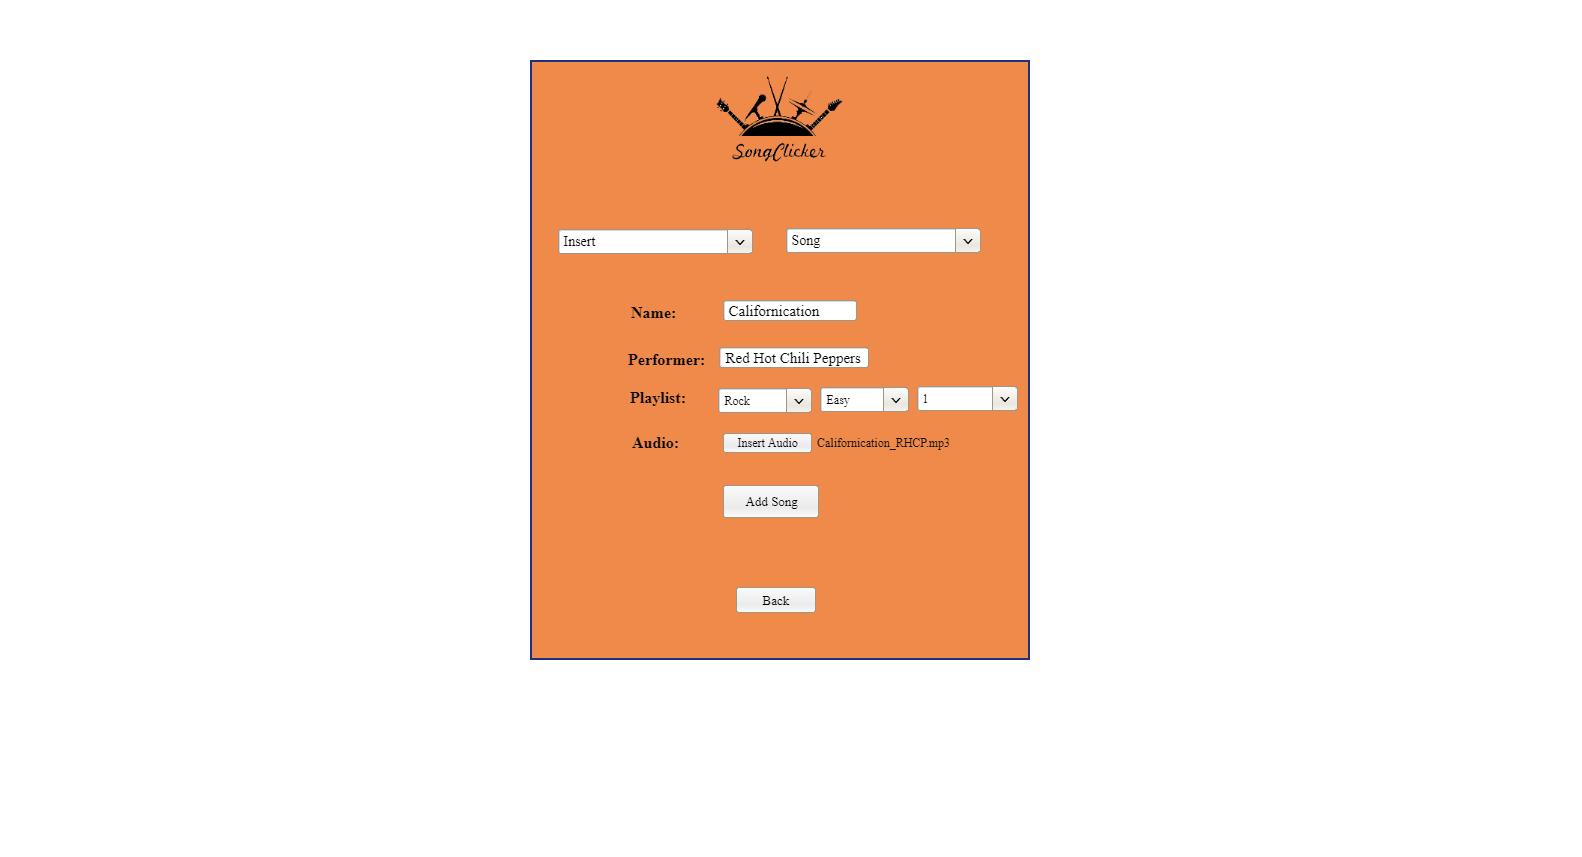 SongClicker
Insert Song
Name: Californication
Performer: Red Hot Chili Peppers
Playlist: Rock Easy 1
Audio: Insert Audio Californication_RHCP.mp3
Add Song
Back